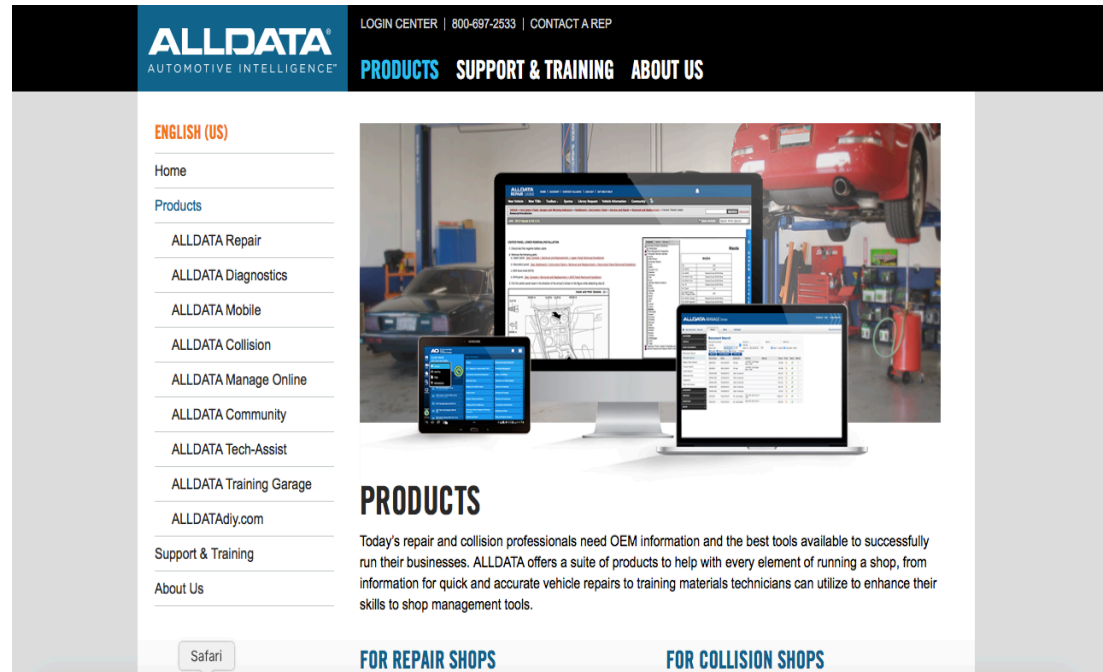 ALLDATA®
AUTOMOTIVE INTELLIGENCE℠
LOGIN CENTER | 800-697-2533 | CONTACT A REP
PRODUCTS SUPPORT & TRAINING ABOUT US
ENGLISH (US)
Home
Products
ALLDATA Repair
ALLDATA Diagnostics
ALLDATA Mobile
ALLDATA Collision
ALLDATA Manage Online
ALLDATA Community
ALLDATA Tech-Assist
ALLDATA Training Garage
ALLDATAdiy.com
Support & Training
About Us
ALLDATA
ALLDATA
PRODUCTS
Today's repair and collision professionals need OEM information and the best tools available to successfully
run their businesses. ALLDATA offers a suite of products to help with every element of running a shop, from
information for quick and accurate vehicle repairs to training materials technicians can utilize to enhance their
skills to shop management tools.
FOR REPAIR SHOPS FOR COLLISION SHOPS
Safari